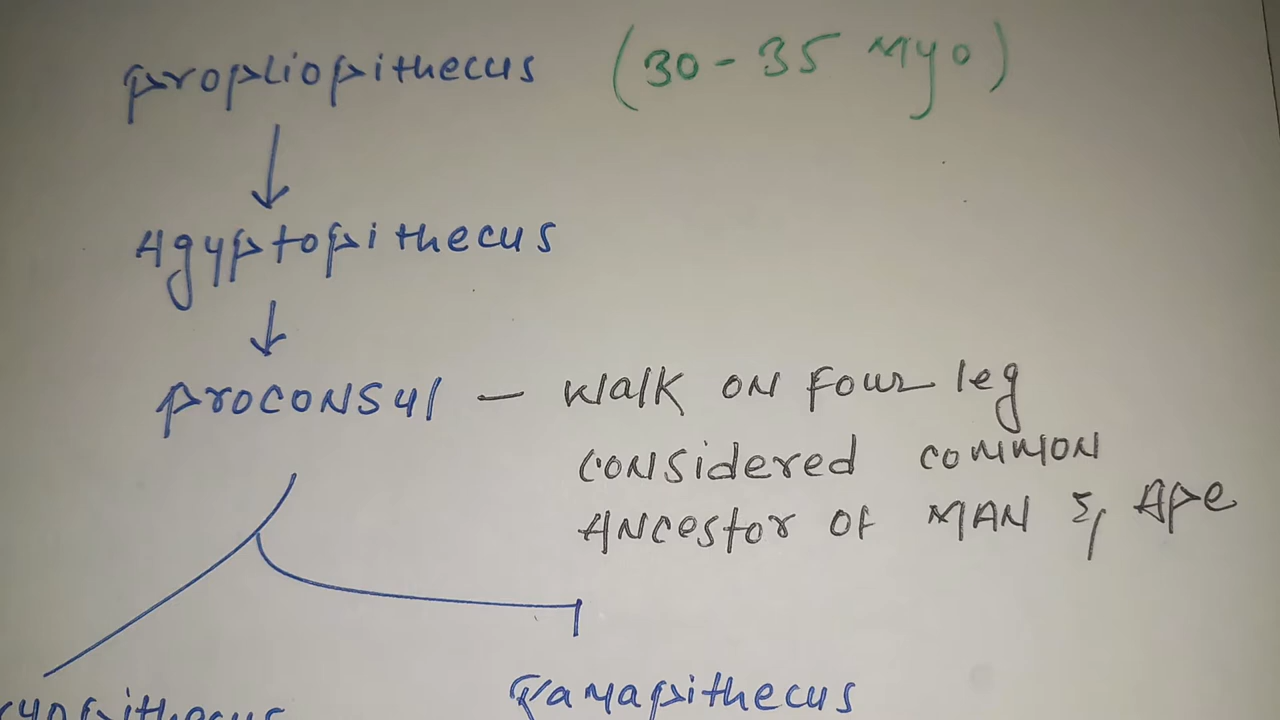 propliopithecus (30-35 Myo)
Agyptopithecus
proconsul - walk on four leg
considered common
Ancestor of MAN & Ape
Ramapithecus